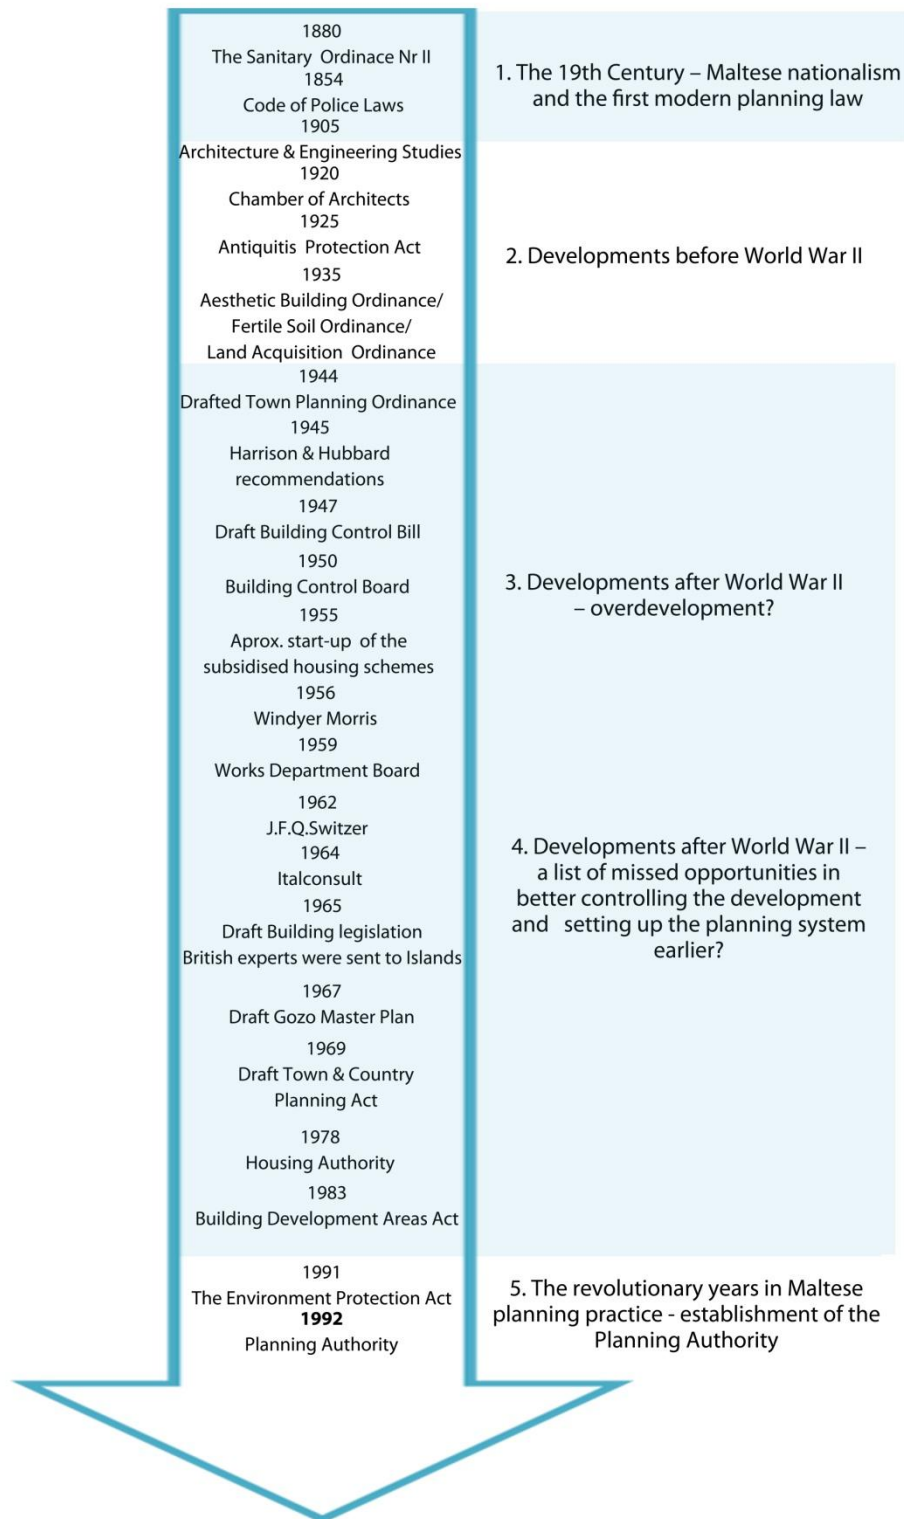 1880
The Sanitary Ordinace Nr II
1854
Code of Police Laws
1905
Architecture & Engineering Studies
1920
Chamber of Architects
1925
Antiquitis Protection Act
1935
Aesthetic Building Ordinance/
Fertile Soil Ordinance/
Land Acquisition Ordinance
1944
Drafted Town Planning Ordinance
1945
Harrison & Hubbard
recommendations
1947
Draft Building Control Bill
1950
Building Control Board
1955
Aprox. start-up of the
subsidised housing schemes
1956
Windyer Morris
1959
Works Department Board
1962
J.F.Q.Switzer
1964
Italconsult
1965
Draft Building legislation
British experts were sent to Islands
1967
Draft Gozo Master Plan
1969
Draft Town & Country
Planning Act
1978
Housing Authority
1983
Building Development Areas Act
1991
The Environment Protection Act
1992
Planning Authority
1. The 19th Century – Maltese nationalism
and the first modern planning law
2. Developments before World War II
3. Developments after World War II
– overdevelopment?
4. Developments after World War II –
a list of missed opportunities in
better controlling the development
and setting up the planning system
earlier?
5. The revolutionary years in Maltese
planning practice - establishment of the
Planning Authority